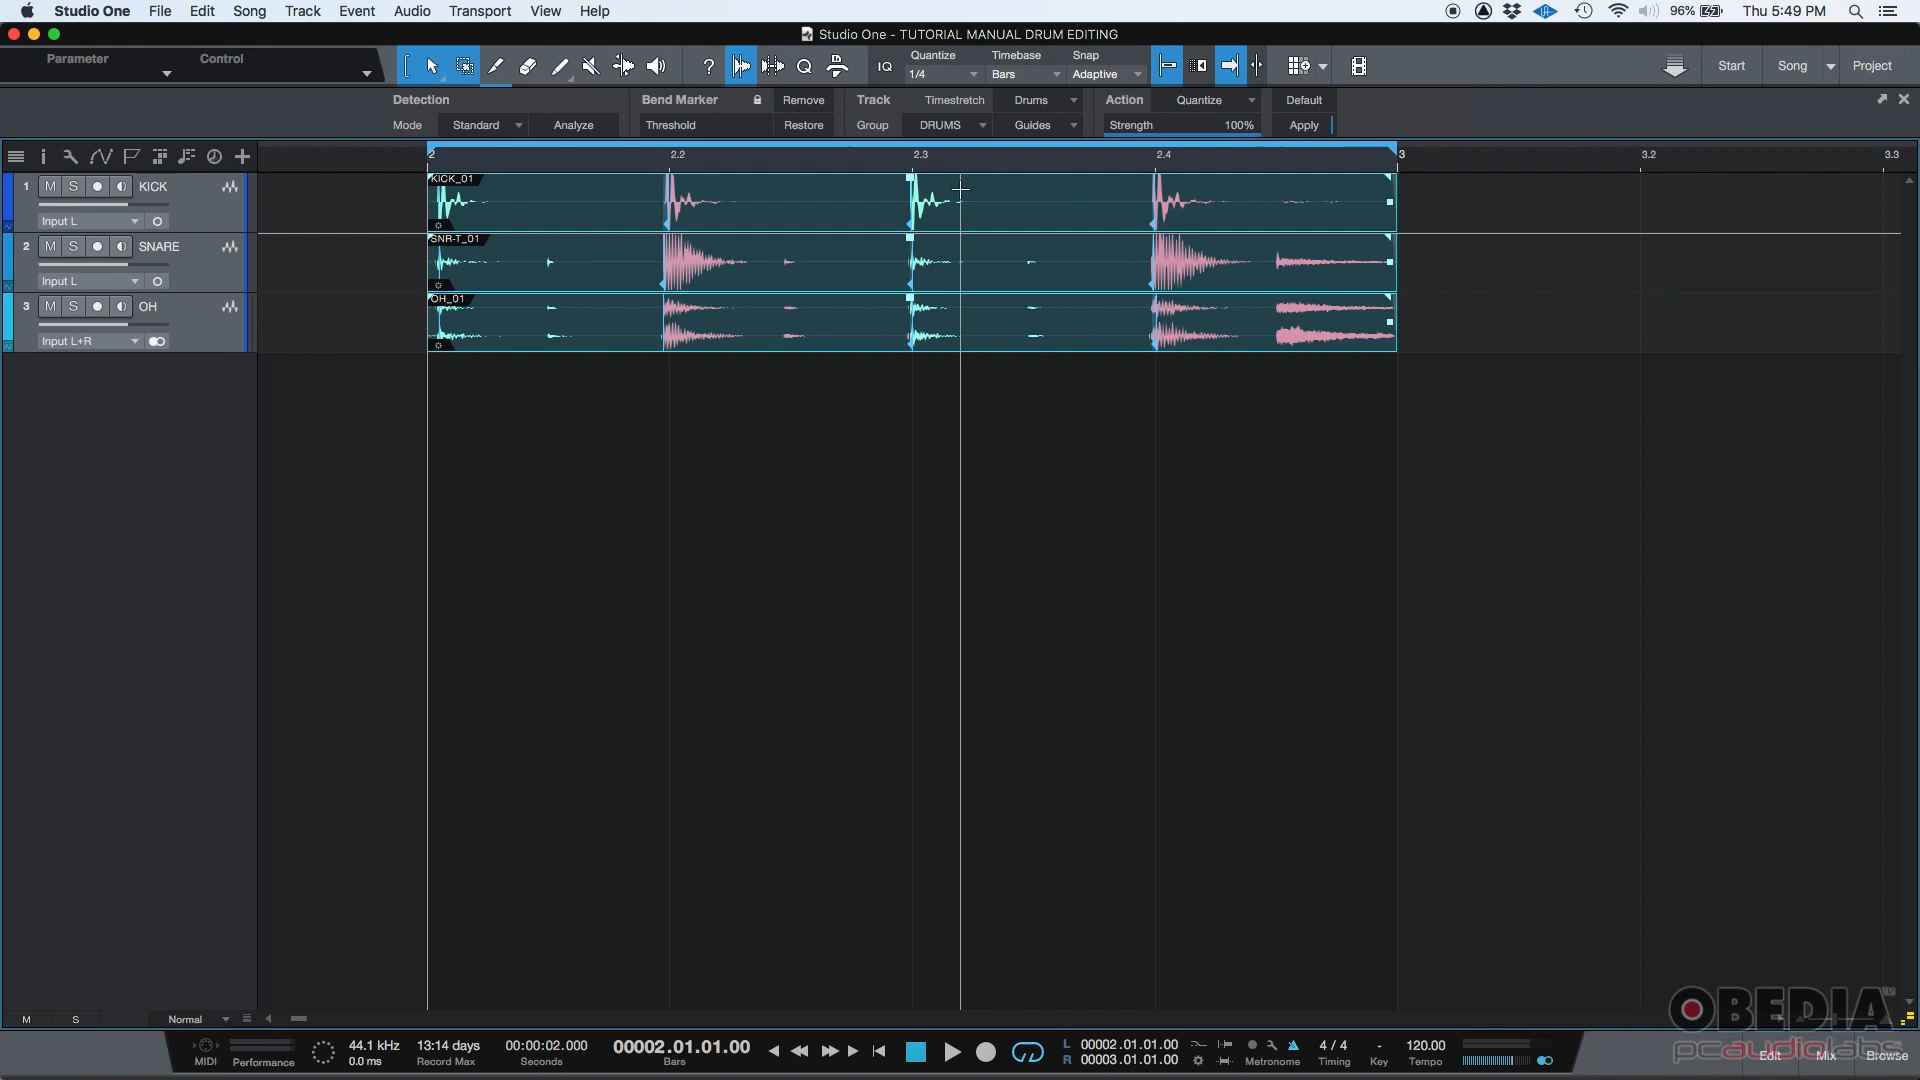 Studio One File Edit Song Track Event Audio Transport View Help
96% Thu 5:49 PM
Studio One - TUTORIAL MANUAL DRUM EDITING
Parameter Control
? Q IQ
Quantize Timebase Snap
1/4 Bars Adaptive
Start Song Project
Detection Bend Marker Remove Track Timestretch Drums Action Quantize Default
Mode Standard Analyze Threshold Restore Group DRUMS Guides Strength 100% Apply
2 2.2 2.3 2.4 3 3.2 3.3
1 M S KICK
Input L
KICK_01
2 M S SNARE
Input L
SNR-T_01
3 M S OH
Input L+R
OH_01
M S Normal
OBEDIA
pcaudiolabs
MIDI Performance
44.1 kHz
0.0 ms
13:14 days
Record Max
00:00:02.000
Seconds
00002.01.01.00
Bars
L 00002.01.01.00
R 00003.01.01.00
Metronome
4 / 4
Timing
-
Key
120.00
Tempo
Edit Mix Browse